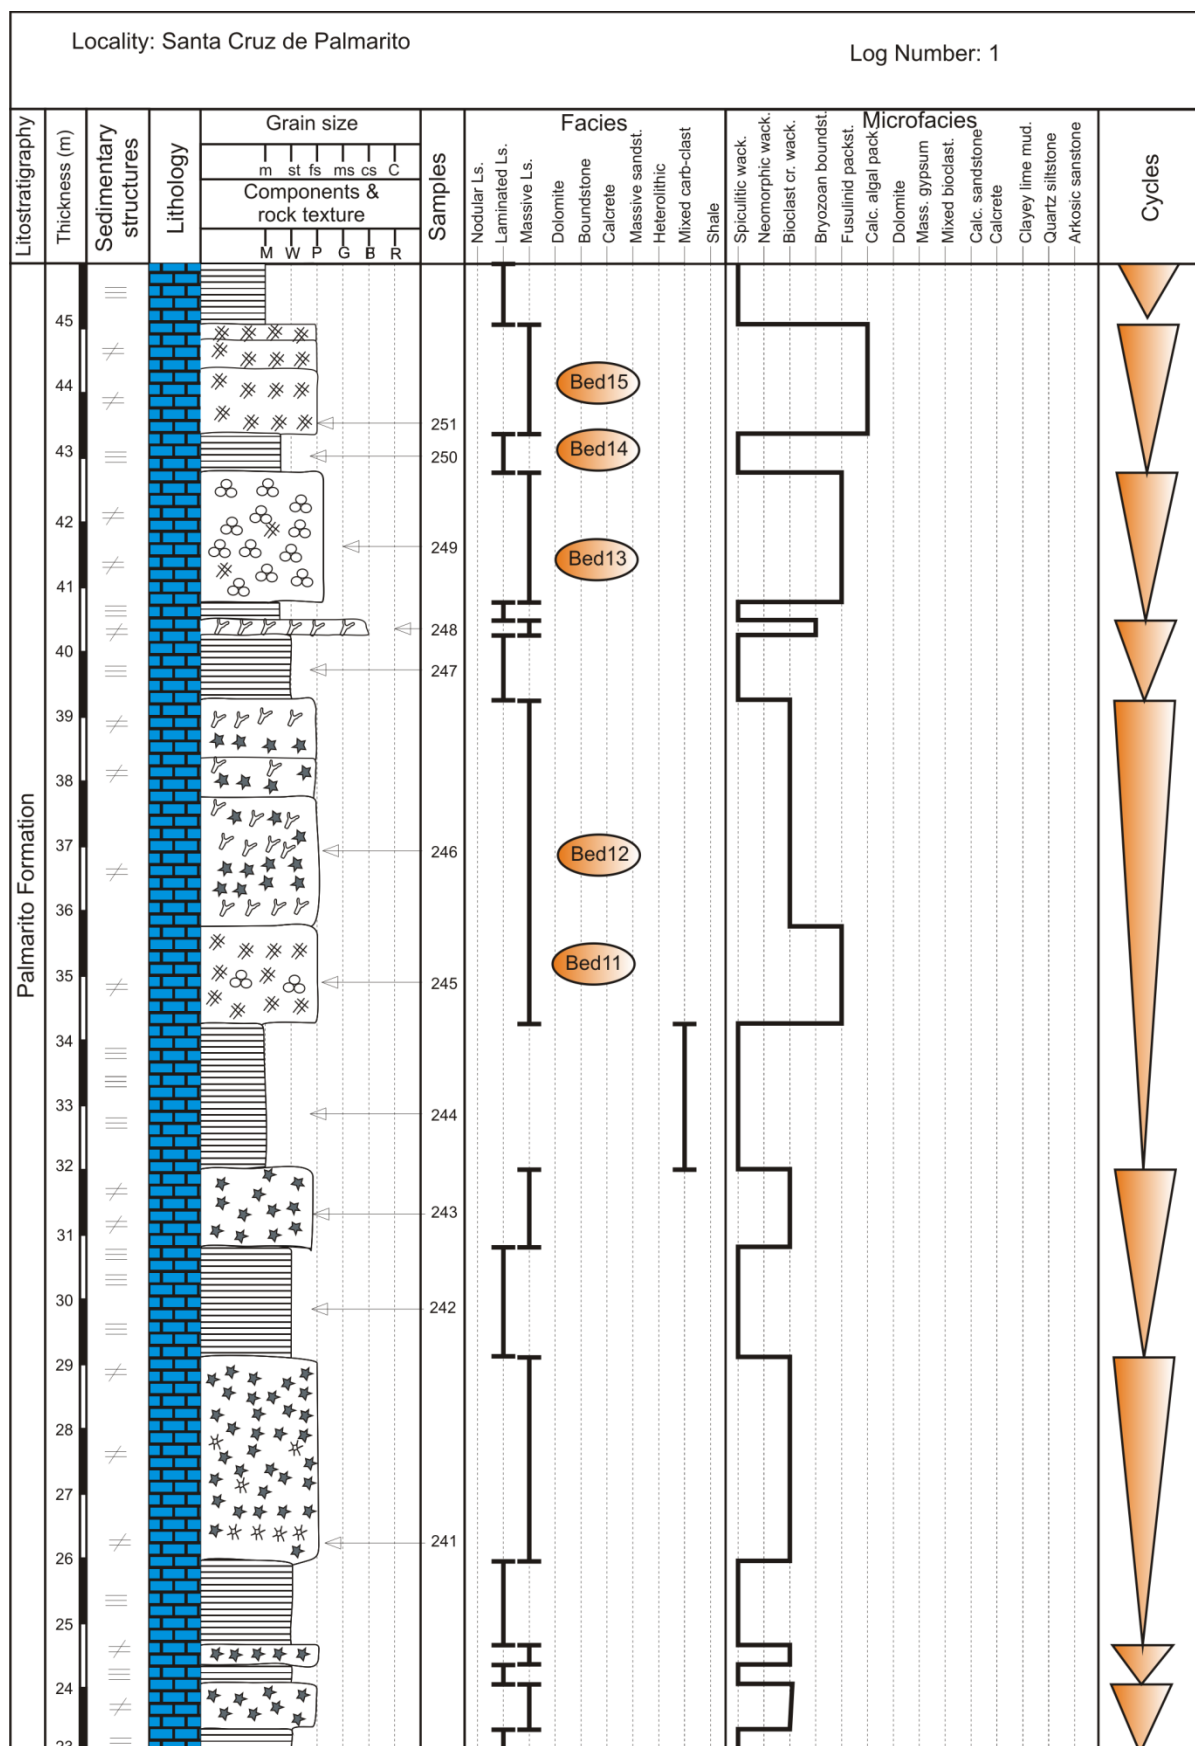 Locality: Santa Cruz de Palmarito
Log Number: 1
Litostratigraphy
Thickness (m)
Sedimentary
structures
Lithology
Grain size
m st fs ms cs C
Components &
rock texture
M W P G B R
Samples
Facies
Nodular Ls.
Laminated Ls.
Massive Ls.
Dolomite
Boundstone
Calcrete
Massive sandst.
Heterolithic
Mixed carb-clast
Shale
Microfacies
Spiculitic wack.
Neomorphic wack.
Bioclast cr. wack.
Bryozoan boundst.
Fusulinid packst.
Calc. algal pack.
Dolomite
Mass. gypsum
Mixed bioclast.
Calc. sandstone
Calcrete
Clayey lime mud.
Quartz siltstone
Arkosic sanstone
Cycles
Palmarito Formation
45
44
43
42
41
40
39
38
37
36
35
34
33
32
31
30
29
28
27
26
25
24
23
251
250
249
248
247
246
245
244
243
242
241
Bed15
Bed14
Bed13
Bed12
Bed11